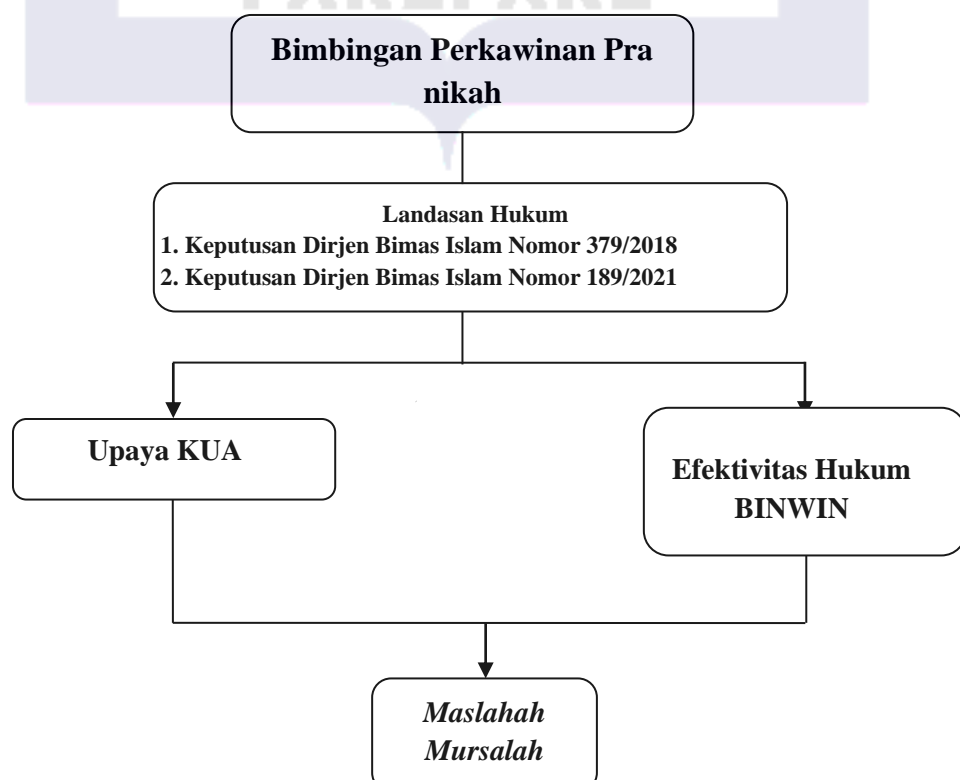 Bimbingan Perkawinan Pra
nikah
Landasan Hukum
1. Keputusan Dirjen Bimas Islam Nomor 379/2018
2. Keputusan Dirjen Bimas Islam Nomor 189/2021
Upaya KUA
Efektivitas Hukum
BINWIN
Maslahah
Mursalah